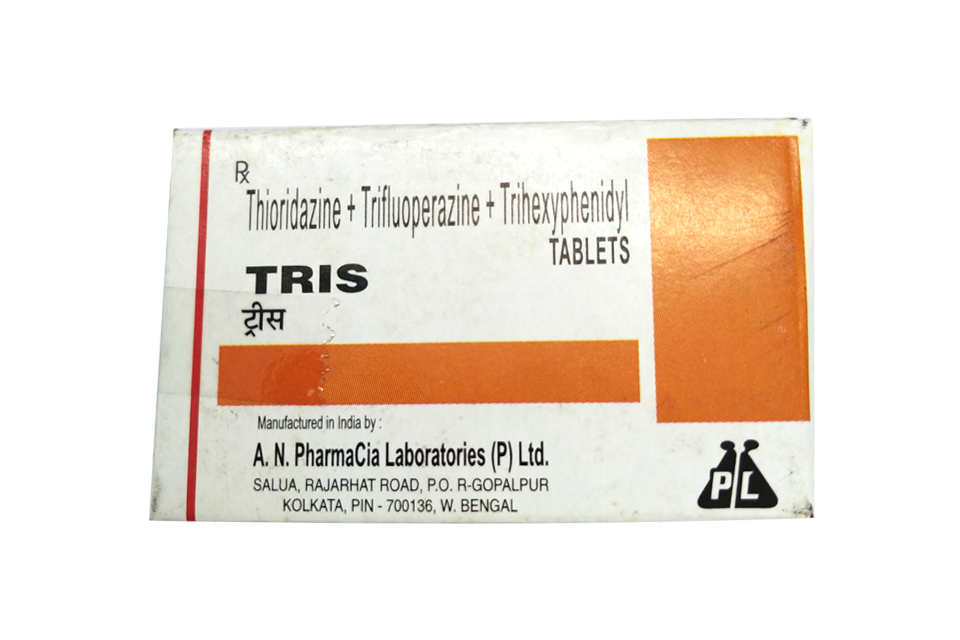 Rx
Thioridazine + Trifluoperazine + Trihexyphenidyl
TABLETS
TRIS
ट्रीस
Manufactured in India by :
A. N. PharmaCia Laboratories (P) Ltd.
SALUA, RAJARHAT ROAD, P.O. R-GOPALPUR
KOLKATA, PIN - 700136, W. BENGAL
PL